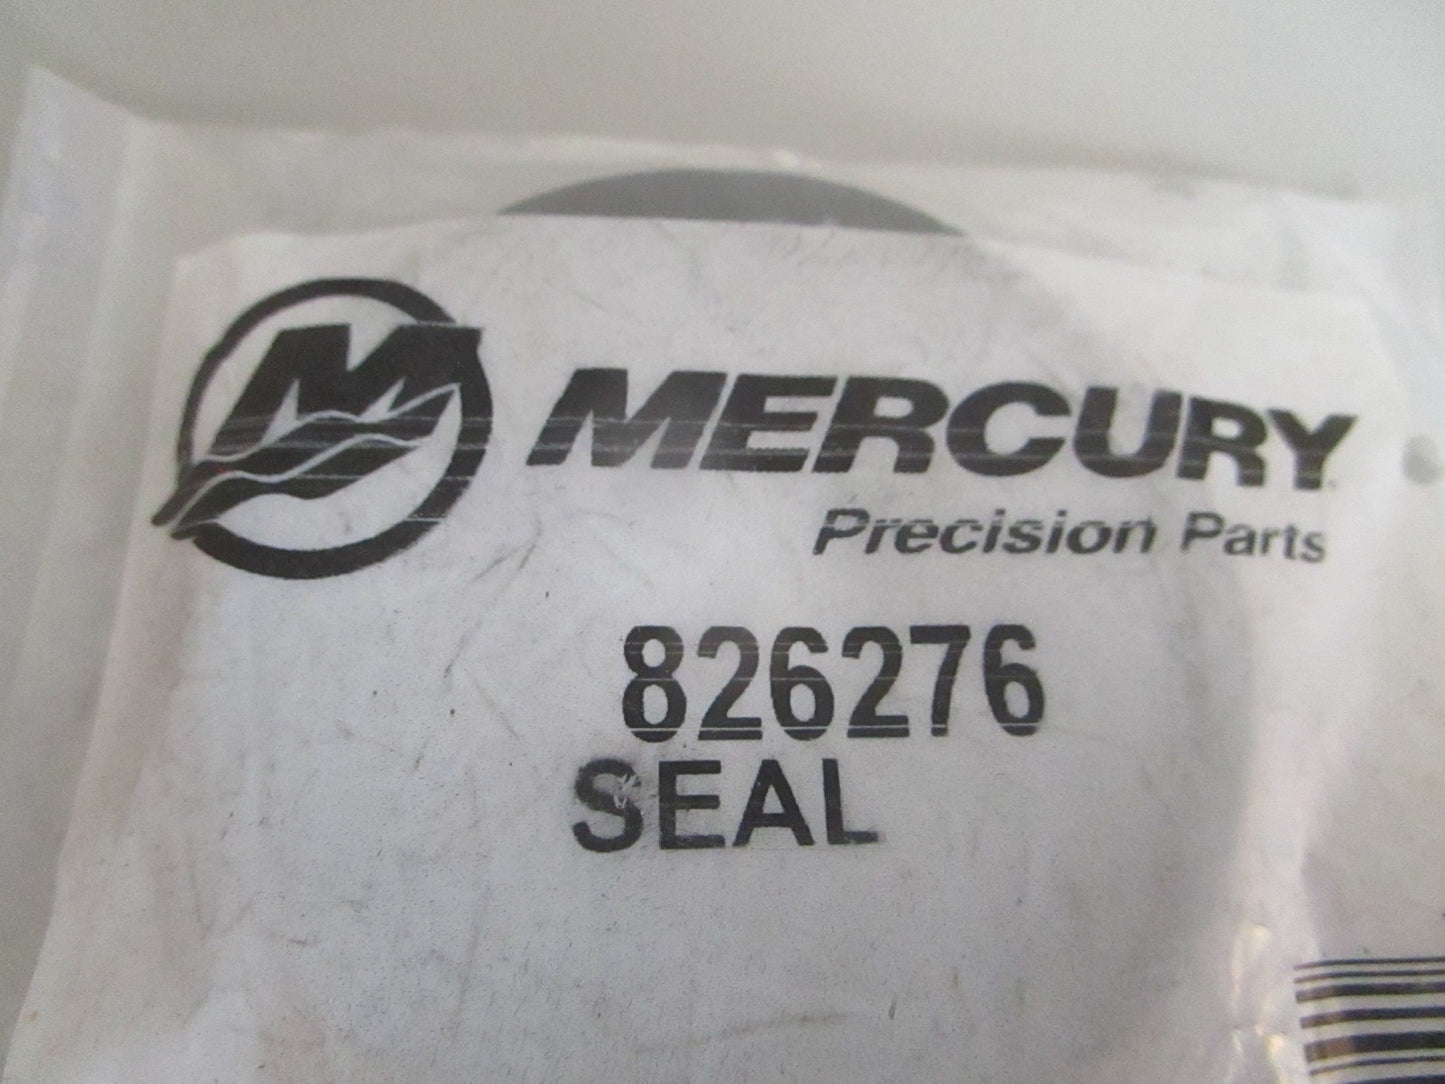 MERCURY
Precision Parts
826276
SEAL